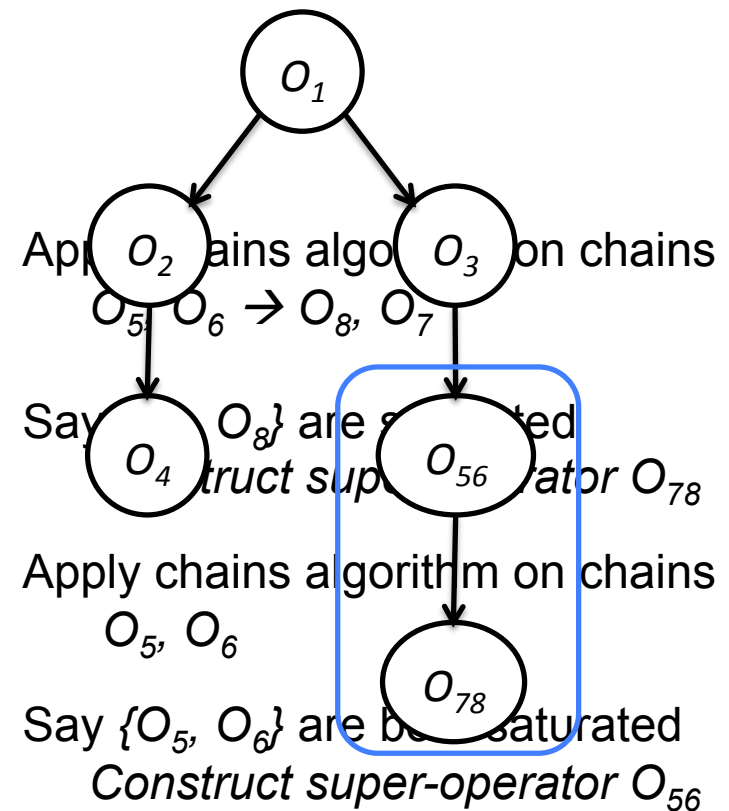 O₁
O₂
O₃
App ains algo on chains
O₅, O₆ → O₈, O₇
Say O₈} are s ted
O₄
O₅₆
truct sup rator O₇₈
Apply chains algorithm on chains
O₅, O₆
O₇₈
Say {O₅, O₆} are saturated
Construct super-operator O₅₆